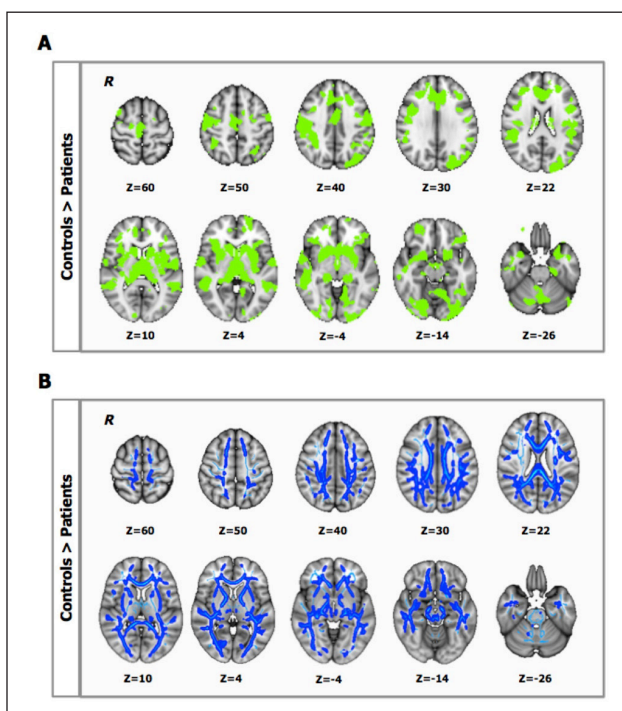 A
Controls > Patients
R
Z=60 Z=50 Z=40 Z=30 Z=22
Z=10 Z=4 Z=-4 Z=-14 Z=-26
B
Controls > Patients
R
Z=60 Z=50 Z=40 Z=30 Z=22
Z=10 Z=4 Z=-4 Z=-14 Z=-26